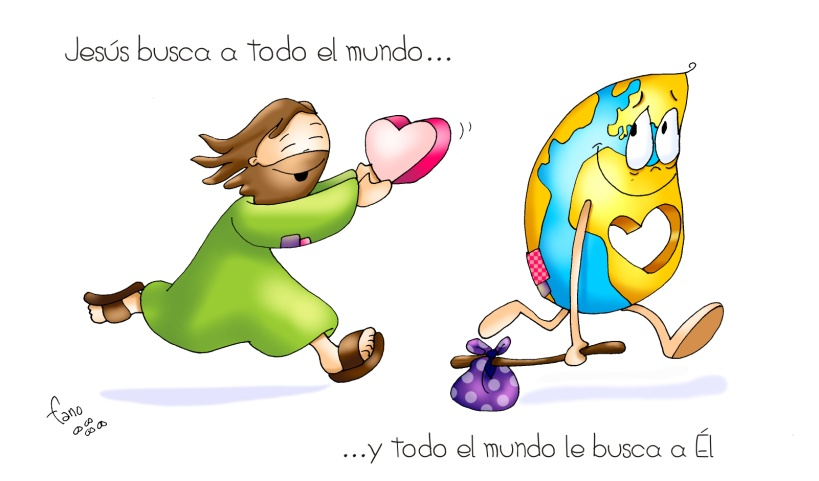 Jesús busca a todo el mundo...
fano
...y todo el mundo le busca a Él